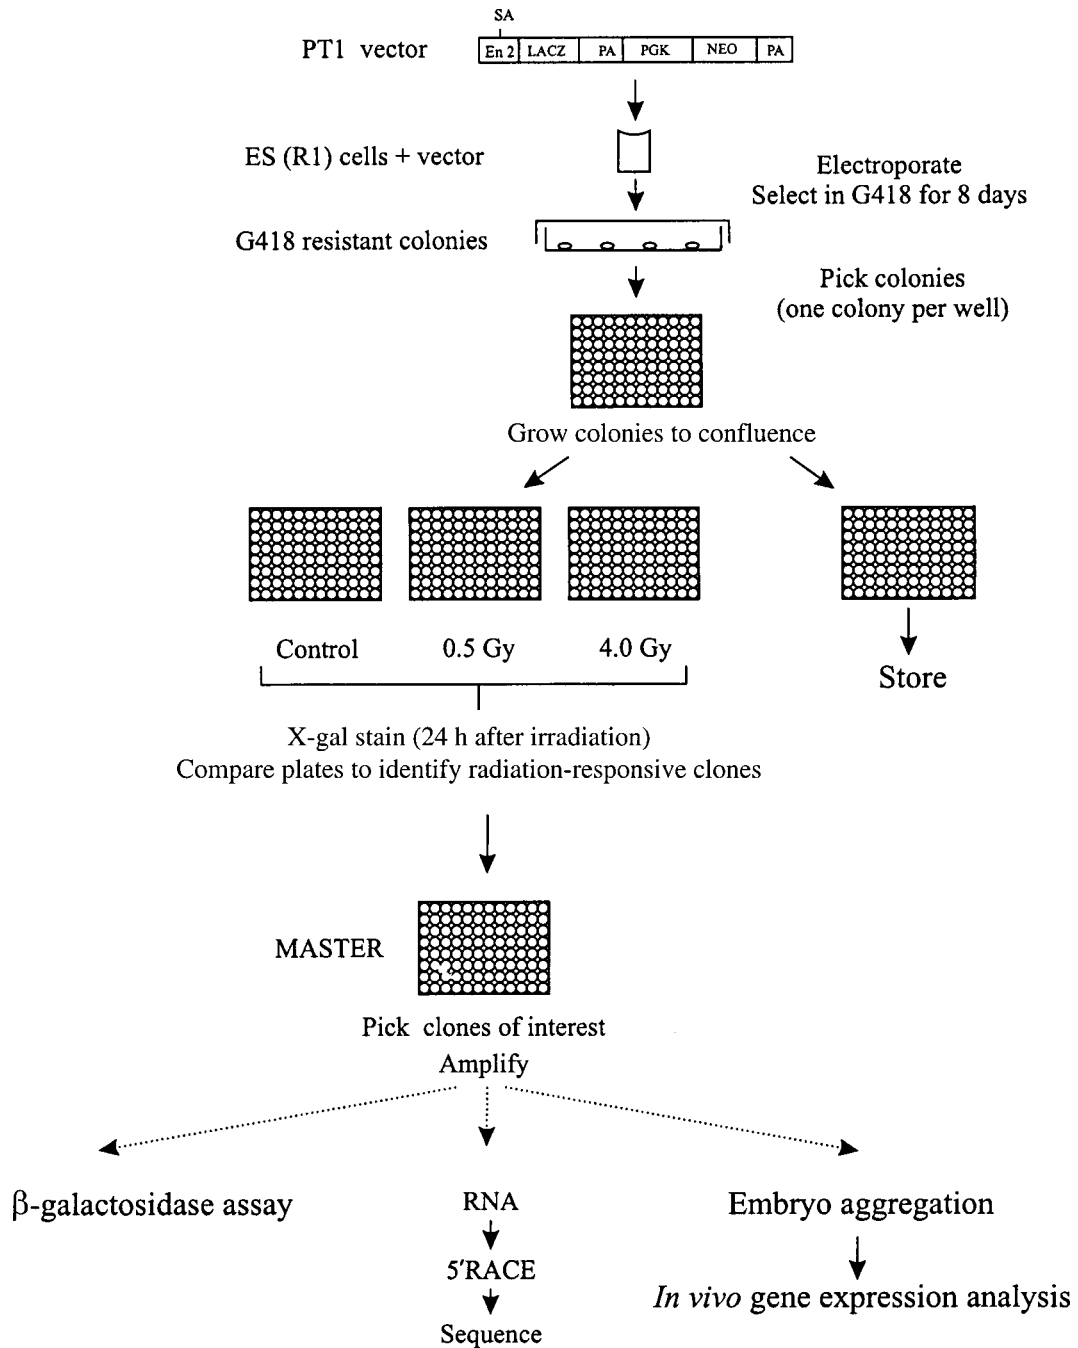 SA
PT1 vector
En 2 LACZ PA PGK NEO PA
ES (R1) cells + vector
Electroporate
Select in G418 for 8 days
G418 resistant colonies
Pick colonies
(one colony per well)
Grow colonies to confluence
Control 0.5 Gy 4.0 Gy
Store
X-gal stain (24 h after irradiation)
Compare plates to identify radiation-responsive clones
MASTER
Pick clones of interest
Amplify
β-galactosidase assay
RNA
Embryo aggregation
5'RACE
In vivo gene expression analysis
Sequence